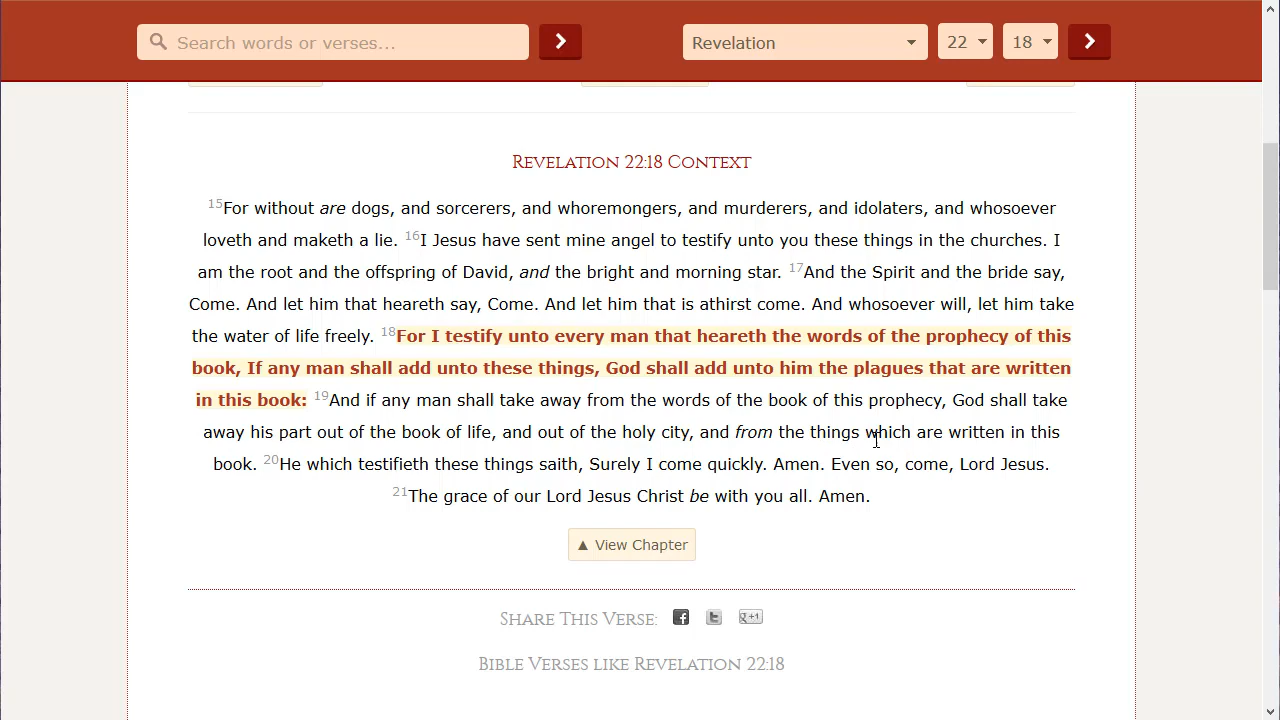 Search words or verses...
Revelation 22 18
Revelation 22:18 Context
15For without are dogs, and sorcerers, and whoremongers, and murderers, and idolaters, and whosoever
loveth and maketh a lie. 16I Jesus have sent mine angel to testify unto you these things in the churches. I
am the root and the offspring of David, and the bright and morning star. 17And the Spirit and the bride say,
Come. And let him that heareth say, Come. And let him that is athirst come. And whosoever will, let him take
the water of life freely. 18For I testify unto every man that heareth the words of the prophecy of this
book, If any man shall add unto these things, God shall add unto him the plagues that are written
in this book: 19And if any man shall take away from the words of the book of this prophecy, God shall take
away his part out of the book of life, and out of the holy city, and from the things which are written in this
book. 20He which testifieth these things saith, Surely I come quickly. Amen. Even so, come, Lord Jesus.
21The grace of our Lord Jesus Christ be with you all. Amen.
▲ View Chapter
Share This Verse: f t g+1
Bible Verses like Revelation 22:18